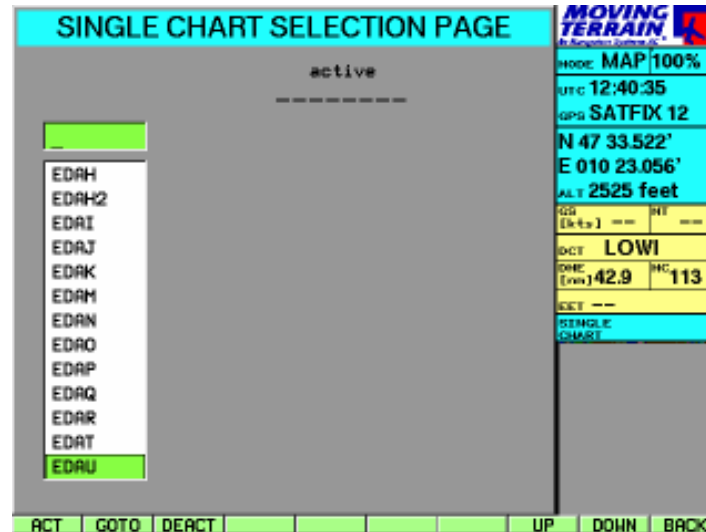 SINGLE CHART SELECTION PAGE
active
--------
_
EDAH
EDAH2
EDAI
EDAJ
EDAK
EDAM
EDAN
EDAO
EDAP
EDAQ
EDAR
EDAT
EDAU
MOVING
TERRAIN
MODE MAP 100%
UTC 12:40:35
GPS SATFIX 12
N 47 33.522'
E 010 23.056'
ALT 2525 feet
GS [kts] -- MT --
DCT LOWI
DME [nm] 42.9 MC 113
EET --
SINGLE
CHART
ACT GOTO DEACT UP DOWN BACK